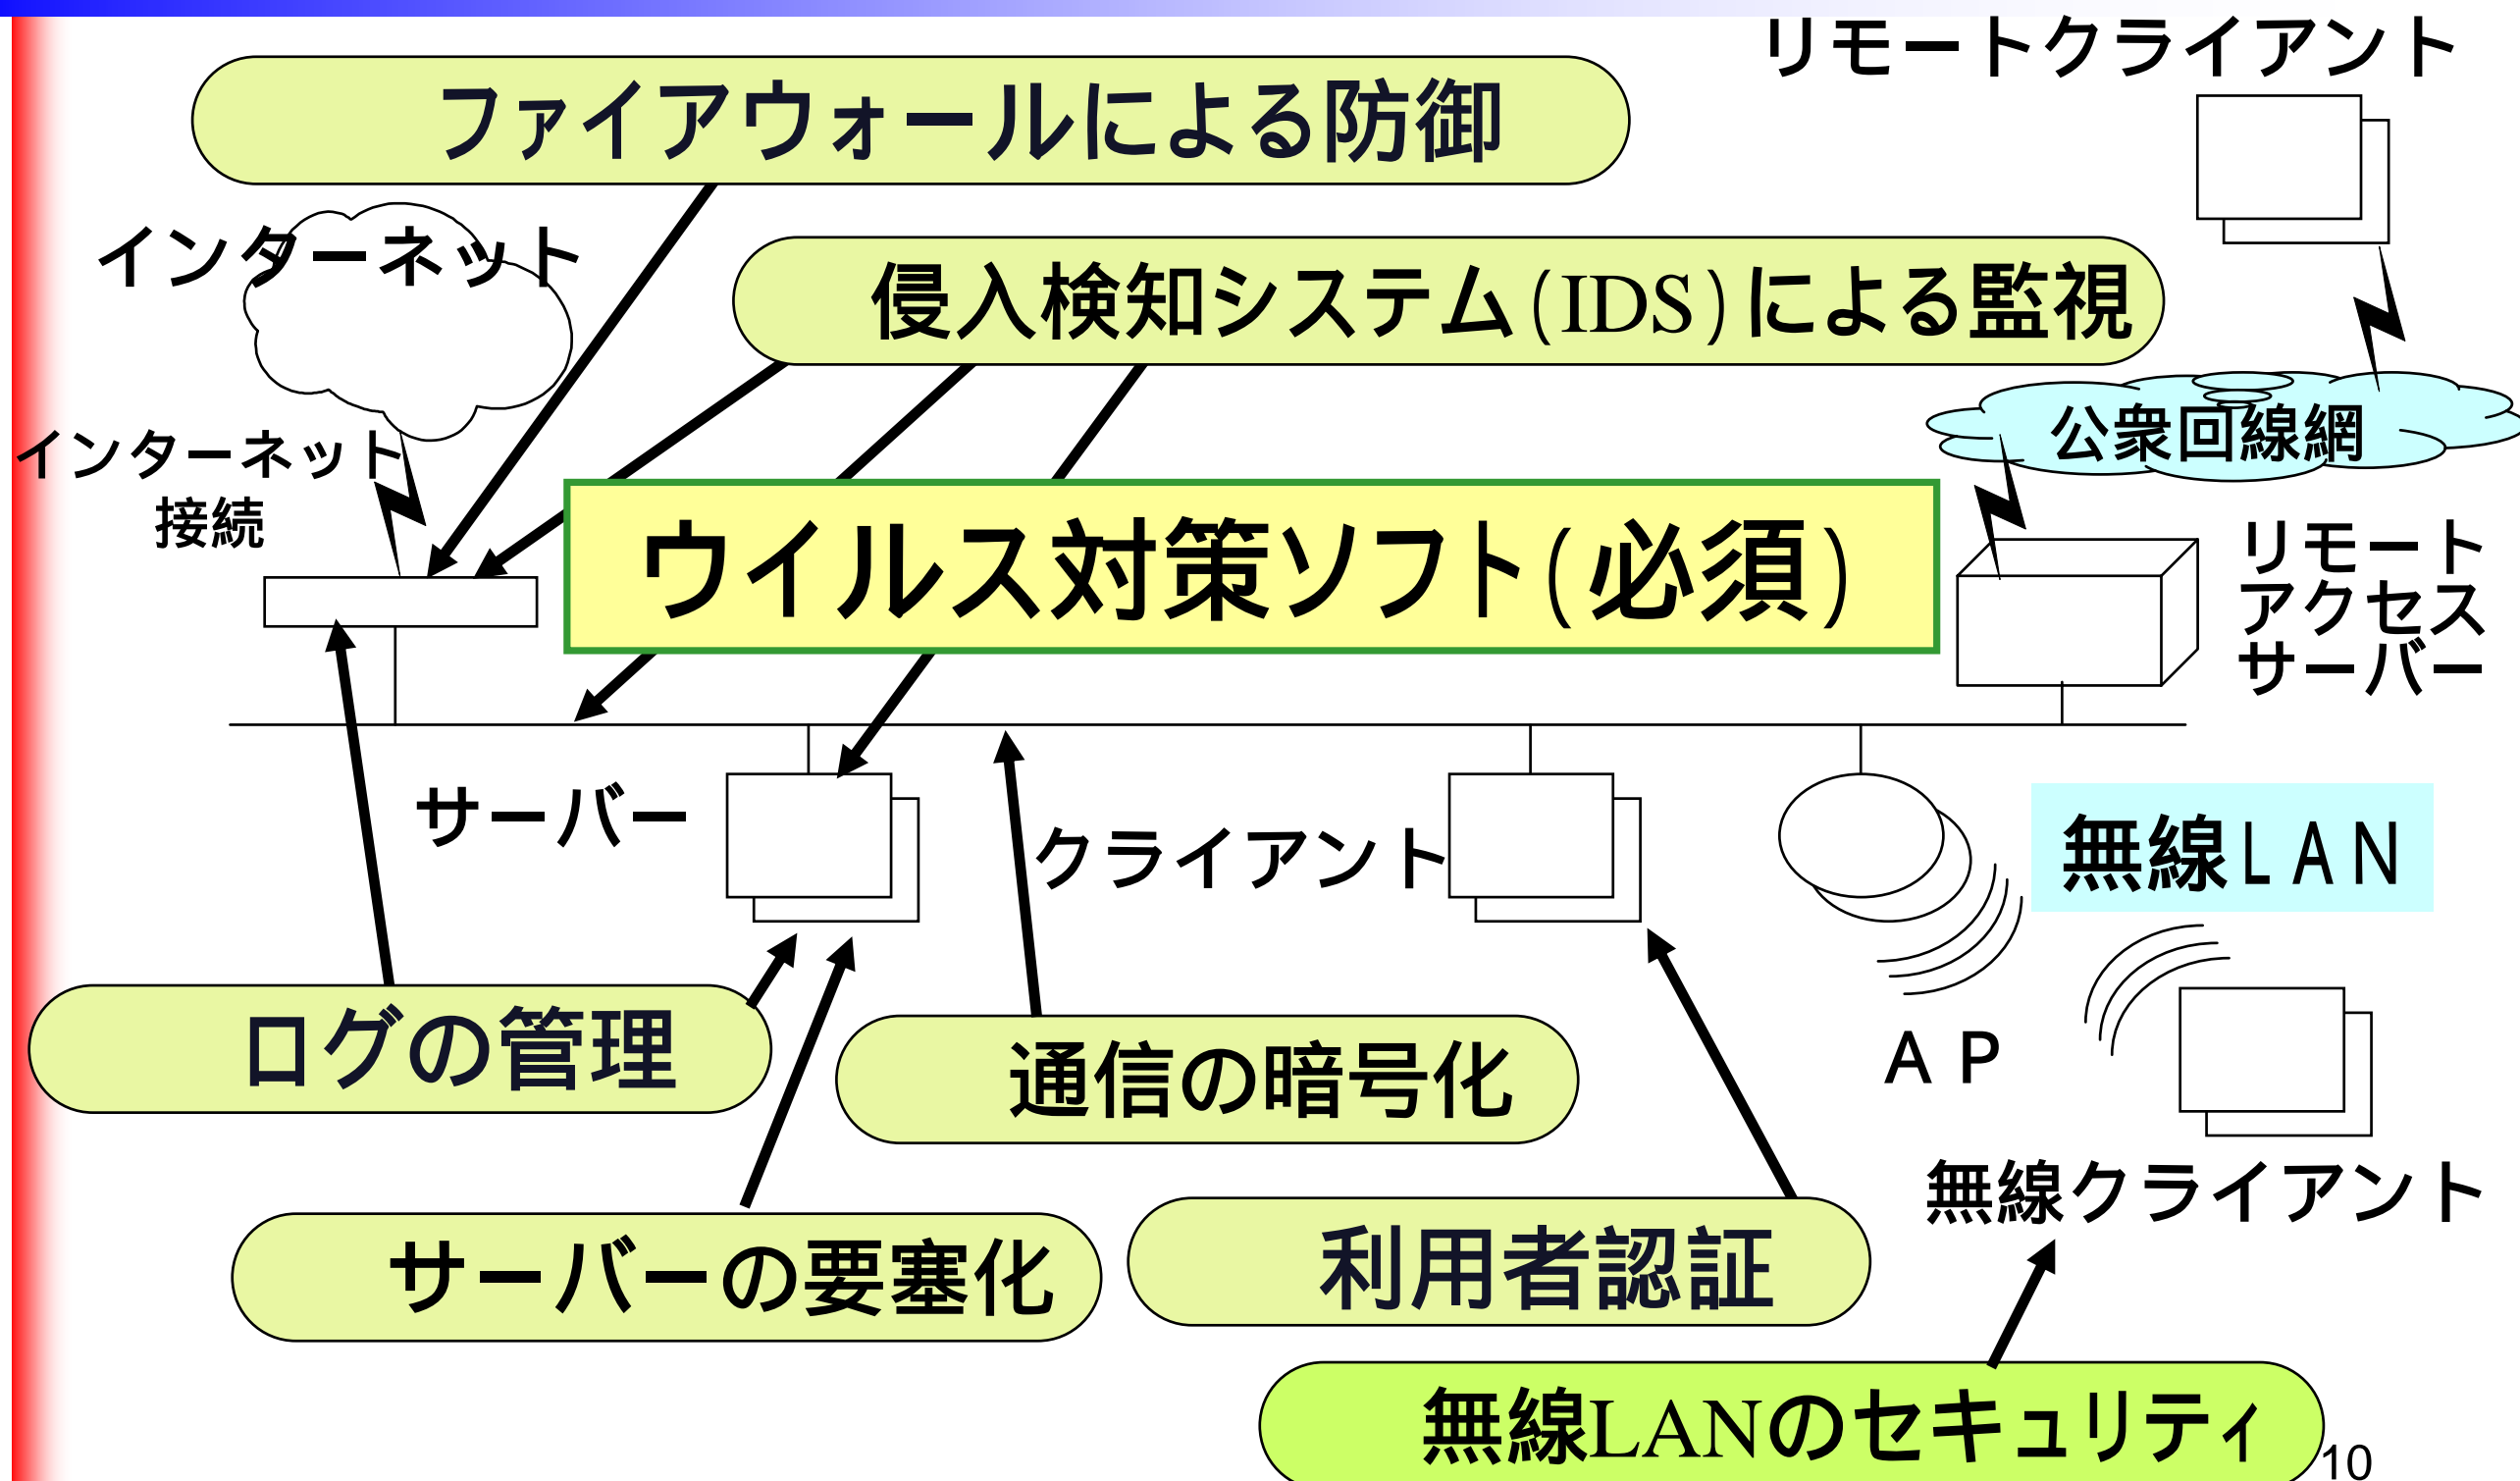 リモートクライアント
ファイアウォールによる防御
インターネット
侵入検知システム(IDS)による監視
公衆回線網
インターネット
接続
ウイルス対策ソフト(必須)
リモート
アクセス
サーバー
サーバー
クライアント
無線LAN
ログの管理
通信の暗号化
AP
無線クライアント
サーバーの要塞化
利用者認証
無線LANのセキュリティ
10